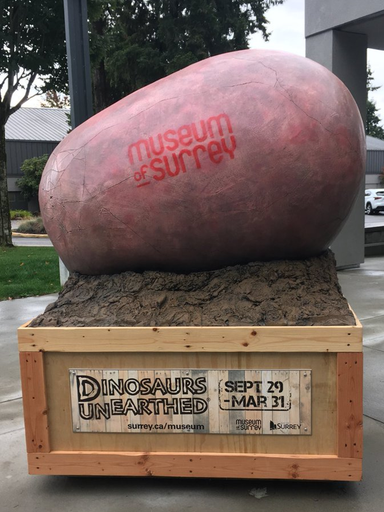 museum
of surrey
DINOSAURS
UNEARTHED
SEPT 29
-MAR 31
surrey.ca/museum
museum
of surrey
SURREY